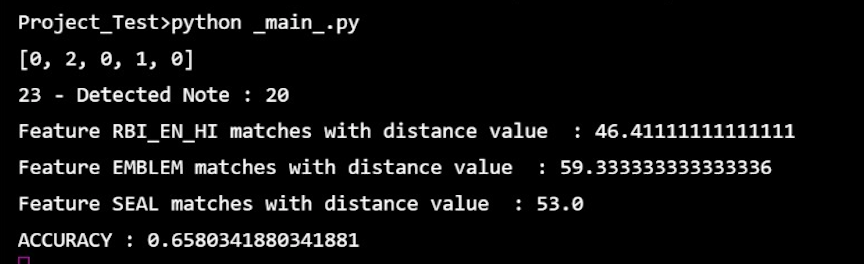 Project_Test>python _main_.py
[0, 2, 0, 1, 0]
23 - Detected Note : 20
Feature RBI_EN_HI matches with distance value  : 46.41111111111111
Feature EMBLEM matches with distance value  : 59.333333333333336
Feature SEAL matches with distance value  : 53.0
ACCURACY : 0.6580341880341881